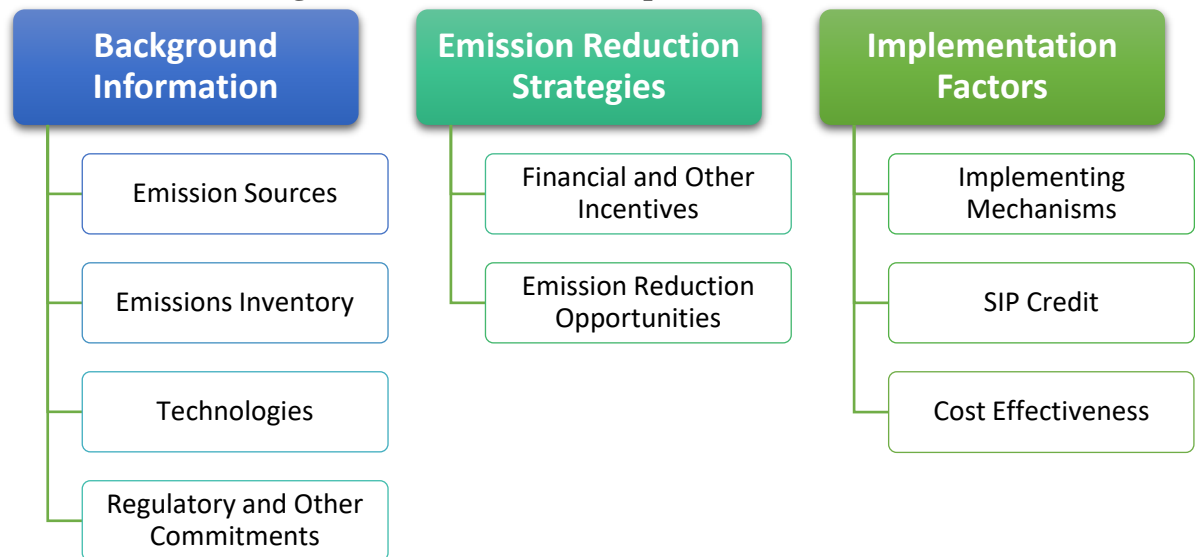 Background
Information
Emission Sources
Emissions Inventory
Technologies
Regulatory and Other
Commitments
Emission Reduction
Strategies
Financial and Other
Incentives
Emission Reduction
Opportunities
Implementation
Factors
Implementing
Mechanisms
SIP Credit
Cost Effectiveness